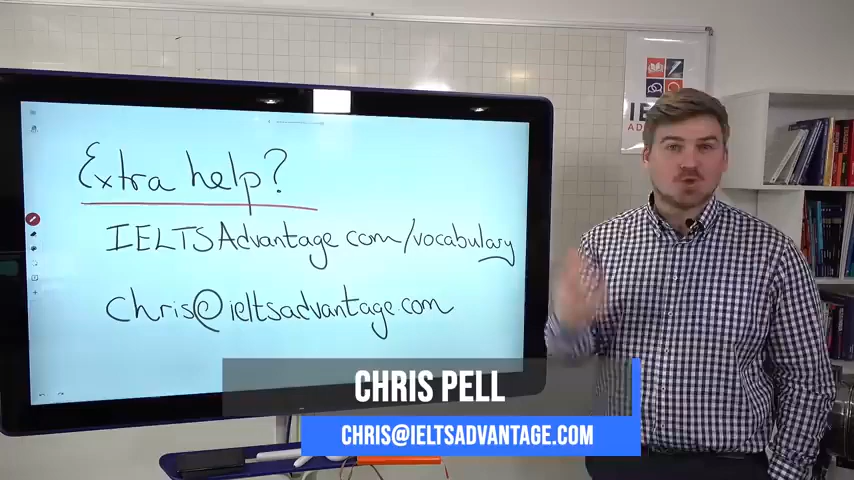 Extra help?
IELTSAdvantage.com/vocabulary
chris@ieltsadvantage.com
CHRIS PELL
CHRIS@IELTSADVANTAGE.COM